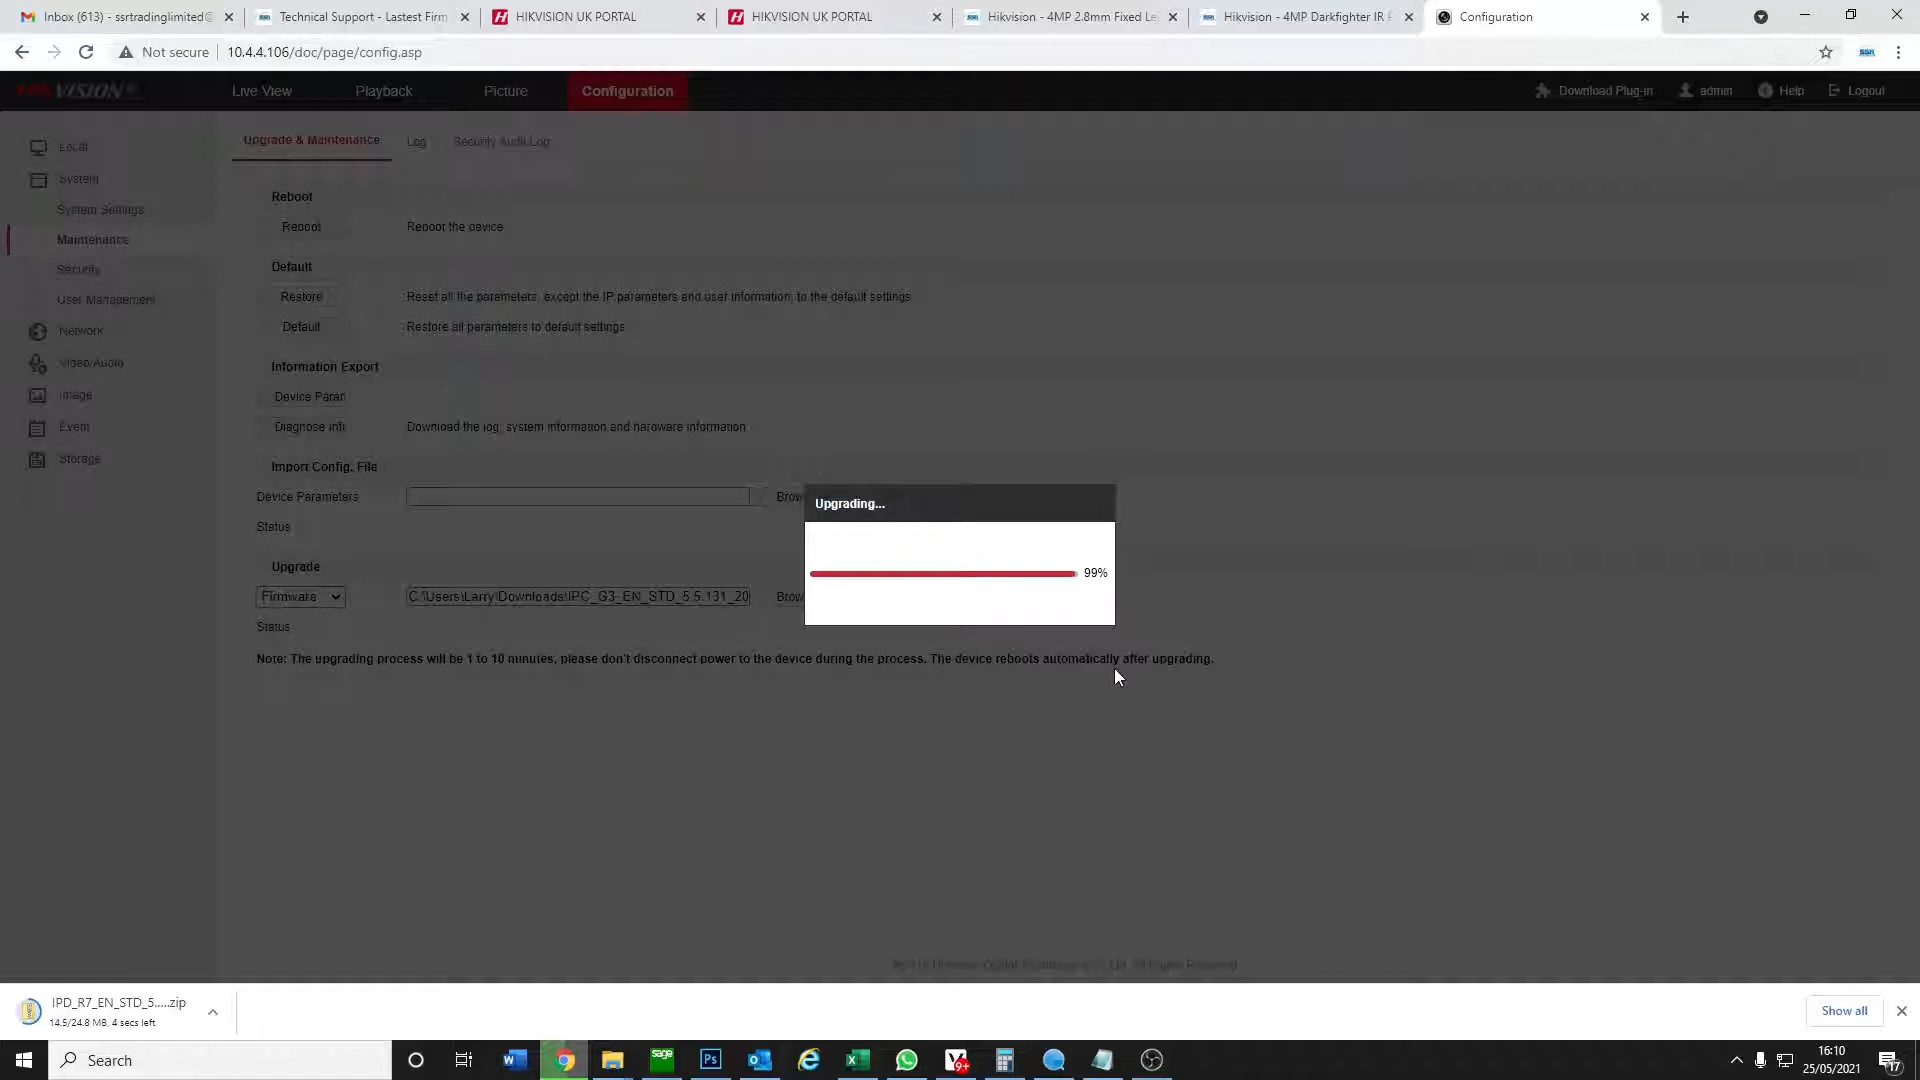 Inbox (613) - ssrtradinglimited@
Technical Support - Lastest Firm
HIKVISION UK PORTAL
HIKVISION UK PORTAL
Hikvision - 4MP 2.8mm Fixed Le
Hikvision - 4MP Darkfighter IR
Configuration
Not secure
10.4.4.106/doc/page/config.asp
HIKVISION
Live View
Playback
Picture
Configuration
Download Plug-in
admin
Help
Logout
Local
System
System Settings
Maintenance
Security
User Management
Network
Video/Audio
Image
Event
Storage
Upgrade & Maintenance
Log
Security Audit Log
Reboot
Reboot
Reboot the device
Default
Restore
Reset all the parameters, except the IP parameters and user information, to the default settings
Default
Restore all parameters to default settings
Information Export
Device Param
Diagnose Info
Download the log, system information and hardware information
Import Config. File
Device Parameters
Brow
Status
Upgrade
Firmware
C:\Users\Larry\Downloads\IPC_G3_EN_STD_5.5.131_20
Brow
Status
Note: The upgrading process will be 1 to 10 minutes, please don't disconnect power to the device during the process. The device reboots automatically after upgrading.
Upgrading...
99%
IPD_R7_EN_STD_5.....zip
14.5/24.8 MB, 4 secs left
Show all
Search
sage
Ps
9+
16:10
25/05/2021
17